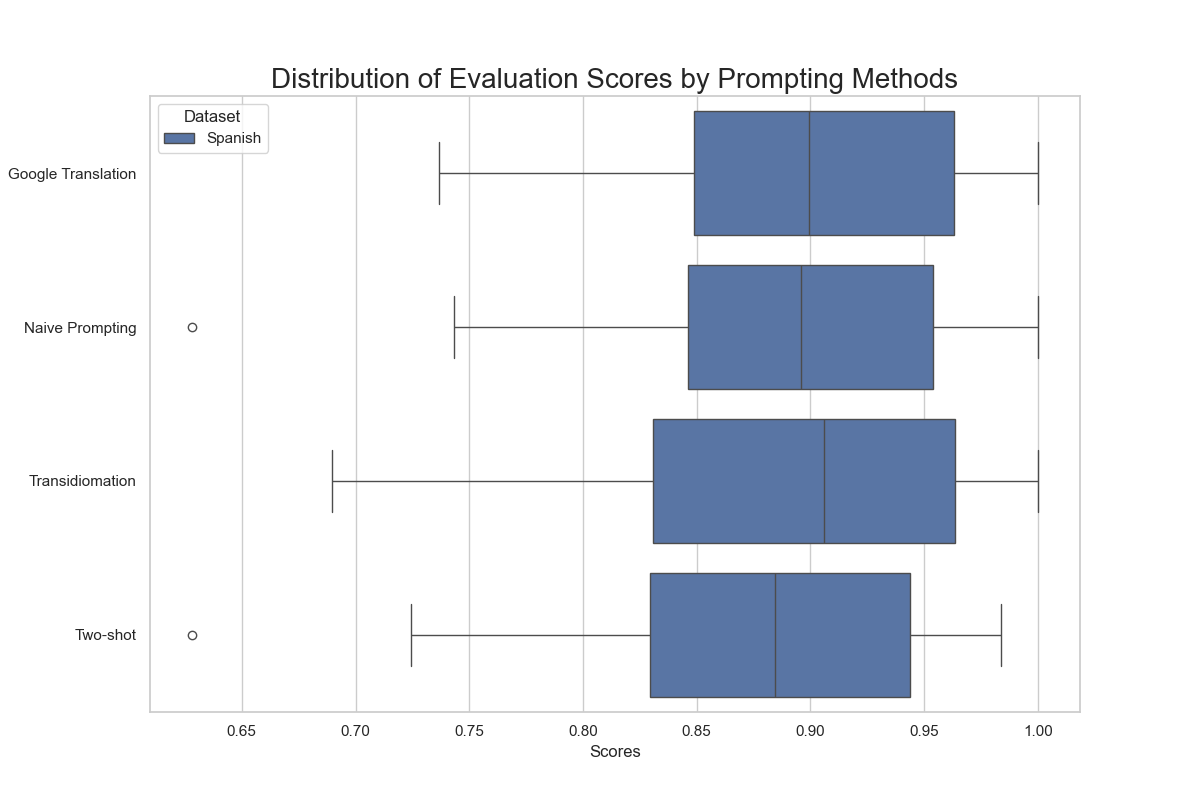 Distribution of Evaluation Scores by Prompting Methods
Dataset
Spanish
Google Translation
Naive Prompting
Transidiomation
Two-shot
0.65 0.70 0.75 0.80 0.85 0.90 0.95 1.00
Scores